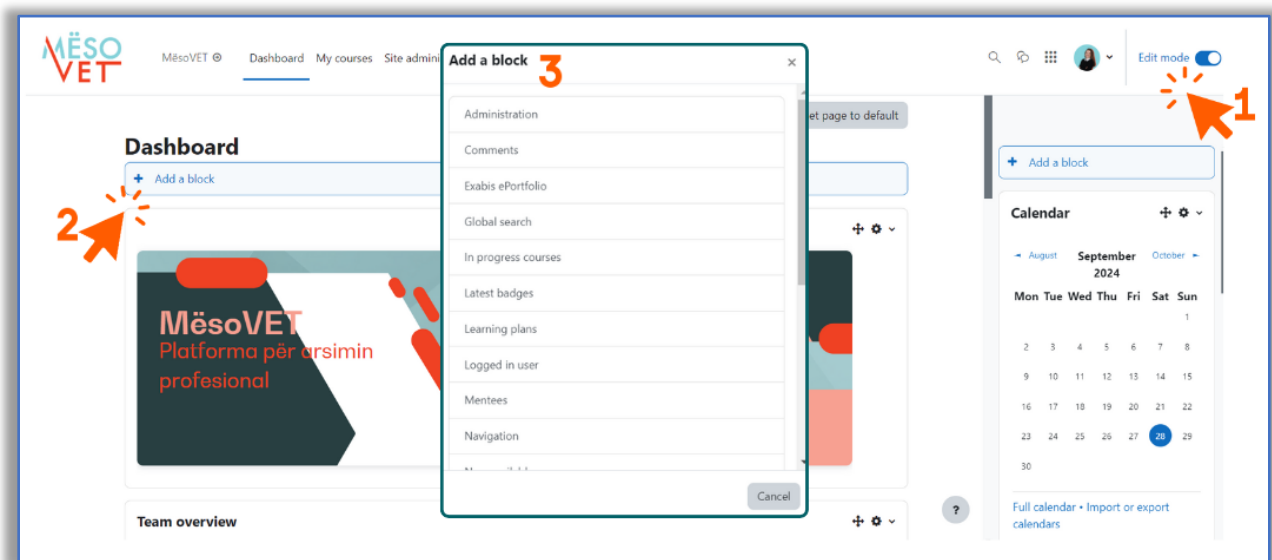 MËSO
VET
MësoVET Dashboard My courses Site admini
Edit mode
1
Add a block 3 ×
Administration
Comments
Exabis ePortfolio
Global search
In progress courses
Latest badges
Learning plans
Logged in user
Mentees
Navigation
Cancel
et page to default
Dashboard
+ Add a block
2
MësoVET
Platforma për arsimin
profesional
Team overview
+ Add a block
Calendar
◄ August September October ►
2024
Mon Tue Wed Thu Fri Sat Sun
1
2 3 4 5 6 7 8
9 10 11 12 13 14 15
16 17 18 19 20 21 22
23 24 25 26 27 28 29
30
Full calendar • Import or export
calendars
?